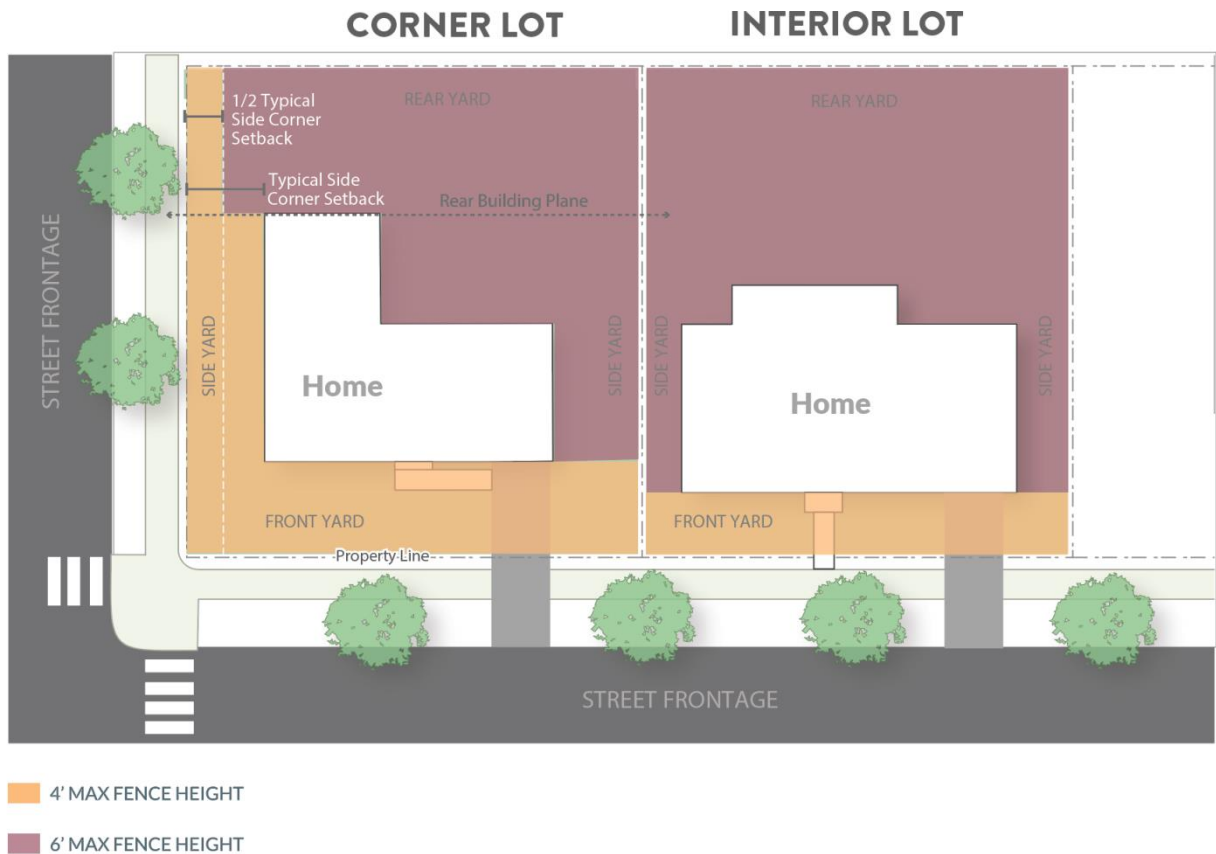 CORNER LOT
INTERIOR LOT
REAR YARD
REAR YARD
1/2 Typical
Side Corner
Setback
Typical Side
Corner Setback
Rear Building Plane
STREET FRONTAGE
SIDE YARD
SIDE YARD
SIDE YARD
SIDE YARD
Home
Home
FRONT YARD
FRONT YARD
Property Line
STREET FRONTAGE
4' MAX FENCE HEIGHT
6' MAX FENCE HEIGHT